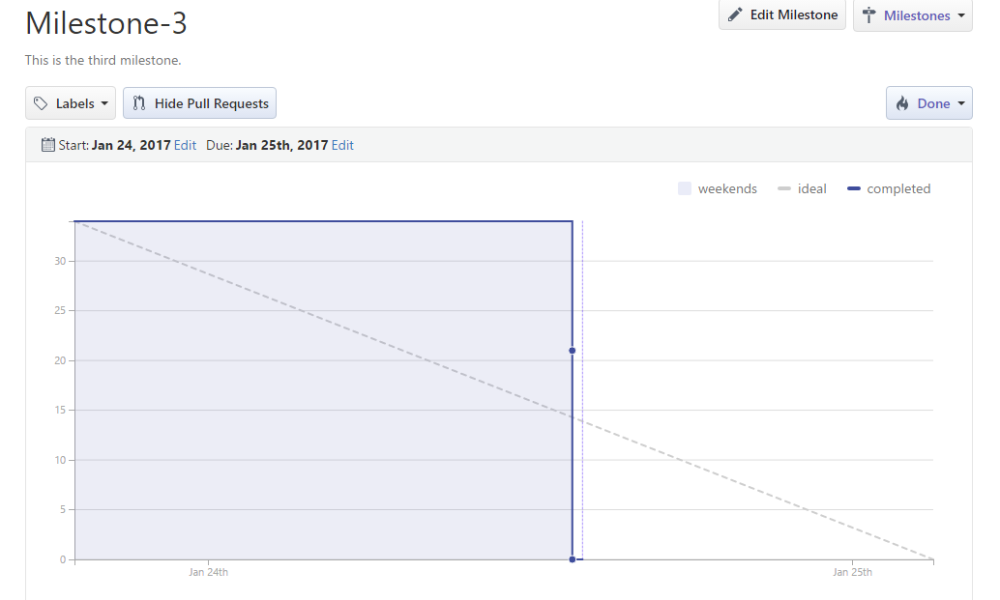 Milestone-3
Edit Milestone
Milestones
This is the third milestone.
Labels
Hide Pull Requests
Done
Start: Jan 24, 2017 Edit Due: Jan 25th, 2017 Edit
weekends ideal completed
30
25
20
15
10
5
0
Jan 24th Jan 25th